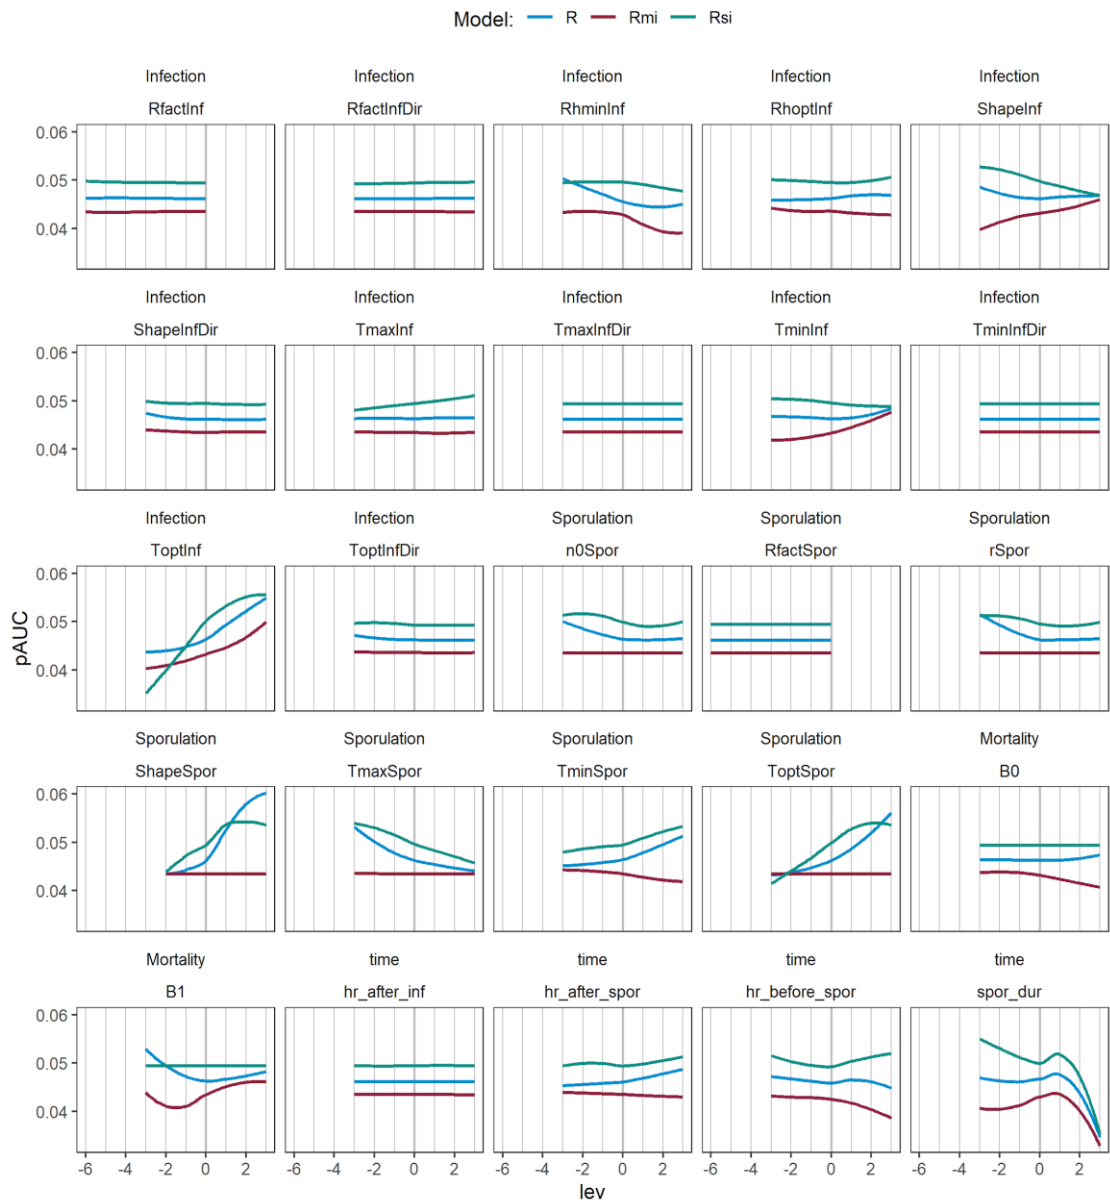 Model: R Rmi Rsi
Infection Infection Infection Infection Infection
RfactInf RfactInfDir RhminInf RhoptInf ShapeInf
0.06
0.05
0.04
Infection Infection Infection Infection Infection
ShapeInfDir TmaxInf TmaxInfDir TminInf TminInfDir
0.06
0.05
0.04
Infection Infection Sporulation Sporulation Sporulation
ToptInf ToptInfDir n0Spor RfactSpor rSpor
0.06
0.05
0.04
pAUC
Sporulation Sporulation Sporulation Sporulation Mortality
ShapeSpor TmaxSpor TminSpor ToptSpor B0
0.06
0.05
0.04
Mortality time time time time
B1 hr_after_inf hr_after_spor hr_before_spor spor_dur
0.06
0.05
0.04
-6 -4 -2 0 2 -6 -4 -2 0 2 -6 -4 -2 0 2 -6 -4 -2 0 2 -6 -4 -2 0 2
lev